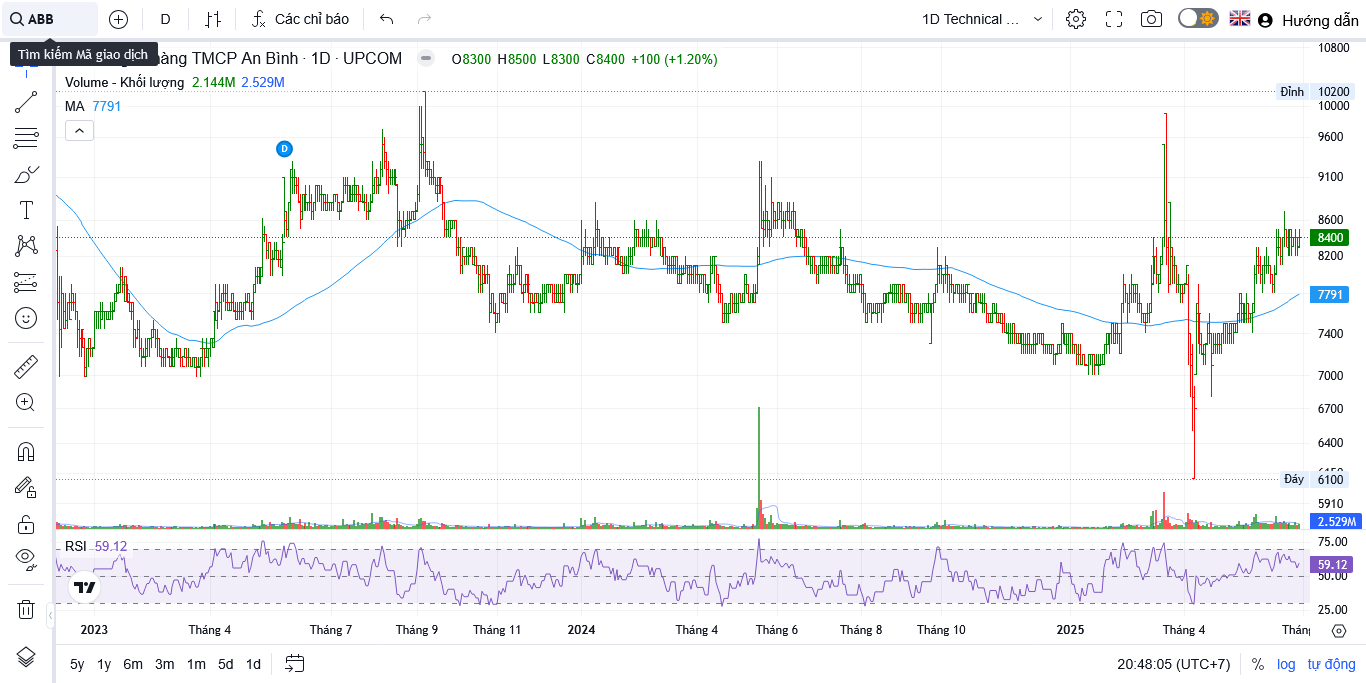 ABB D Các chỉ báo 1D Technical ... Hướng dẫn
Tìm kiếm Mã giao dịch
hàng TMCP An Bình · 1D · UPCOM O8300 H8500 L8300 C8400 +100 (+1.20%)
Volume - Khối lượng 2.144M 2.529M
MA 7791
D
10800
Đỉnh 10200
10000
9600
9100
8600
8400
8200
7791
7400
7000
6700
6400
Đáy 6100
5910
2.529M
RSI 59.12
75.00
59.12
50.00
25.00
2023 Tháng 4 Tháng 7 Tháng 9 Tháng 11 2024 Tháng 4 Tháng 6 Tháng 8 Tháng 10 2025 Tháng 4 Thán
5y 1y 6m 3m 1m 5d 1d 20:48:05 (UTC+7) % log tự động